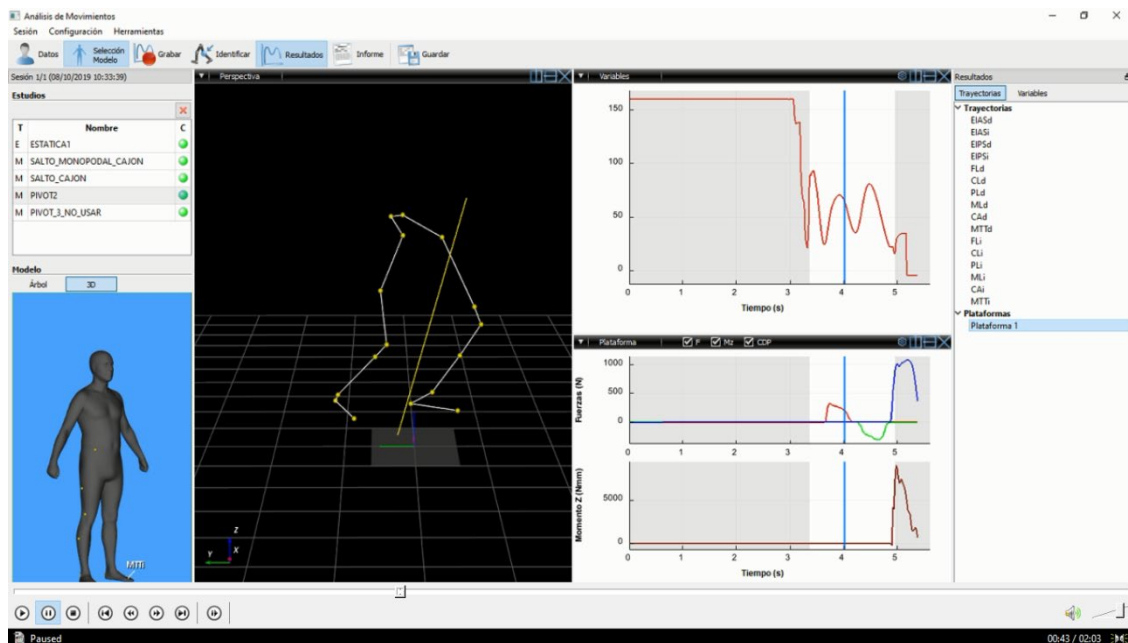 Análisis de Movimientos
Sesión Configuración Herramientas
Datos Selección Modelo Grabar Identificar Resultados Informe Guardar
Sesión 1/1 (08/10/2019 10:33:39)
Estudios
T Nombre C
E ESTATICA1
M SALTO_MONOPODAL_CAJON
M SALTO_CAJON
M PIVOT2
M PIVOT_3_NO_USAR
Modelo
Árbol 3D
MTTi
Perspectiva
Z
Y X
Variables
150
100
50
0
0 1 2 3 4 5
Tiempo (s)
Plataforma F Mz CDP
Fuerzas (N)
1000
500
0
0 1 2 3 4 5
Momento Z (Nmm)
5000
0
0 1 2 3 4 5
Tiempo (s)
Resultados
Trayectorias Variables
Trayectorias
EIASd
EIASi
EIPSd
EIPSi
FLd
CLd
PLd
MLd
CAd
MTTd
FLi
CLi
PLi
MLi
CAi
MTTi
Plataformas
Plataforma 1
Paused
00:43 / 02:03